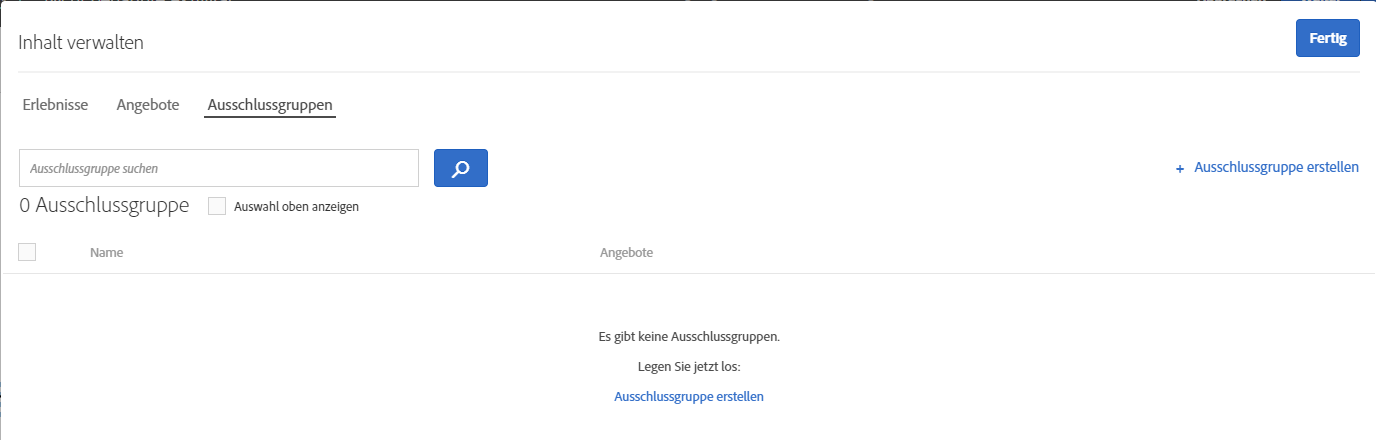 Inhalt verwalten
Fertig
Erlebnisse Angebote Ausschlussgruppen
Ausschlussgruppe suchen
+ Ausschlussgruppe erstellen
0 Ausschlussgruppe Auswahl oben anzeigen
Name Angebote
Es gibt keine Ausschlussgruppen.
Legen Sie jetzt los:
Ausschlussgruppe erstellen